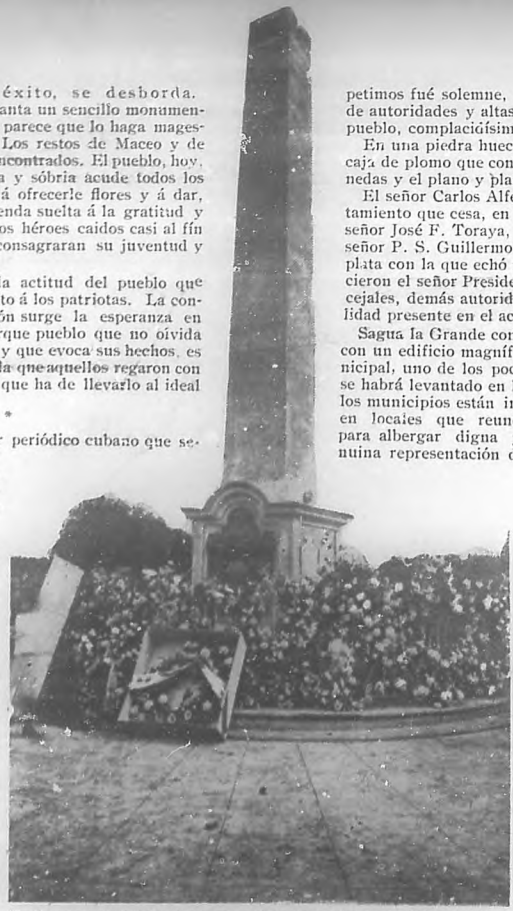 éxito, se desborda.
anta un sencillo monumen-
parece que lo haga mages-
Los restos de Maceo y de
ncontrados. El pueblo, hoy,
a y sóbria acude todos los
á ofrecerle flores y á dar,
enda suelta á la gratitud y
os héroes caidos casi al fín
consagraran su juventud y
la actitud del pueblo que
to á los patriotas. La con-
ón surge la esperanza en
rque pueblo que no olvida
y que evoca sus hechos, es
la que aquellos regaron con
que ha de llevarlo al ideal
*
r periódico cubano que se-
petimos fué solemne,
de autoridades y altas
pueblo, complacidísim
En una piedra huec
caja de plomo que con
nedas y el plano y pla
El señor Carlos Alfe
tamiento que cesa, en
señor José F. Toraya,
señor P. S. Guillermo
plata con la que echó
cieron el señor Preside
cejales, demás autorid
lidad presente en el ac
Sagua la Grande con
con un edificio magníf
nicipal, uno de los poc
se habrá levantado en
los municipios están in
en locales que reun
para albergar digna
nuina representación d